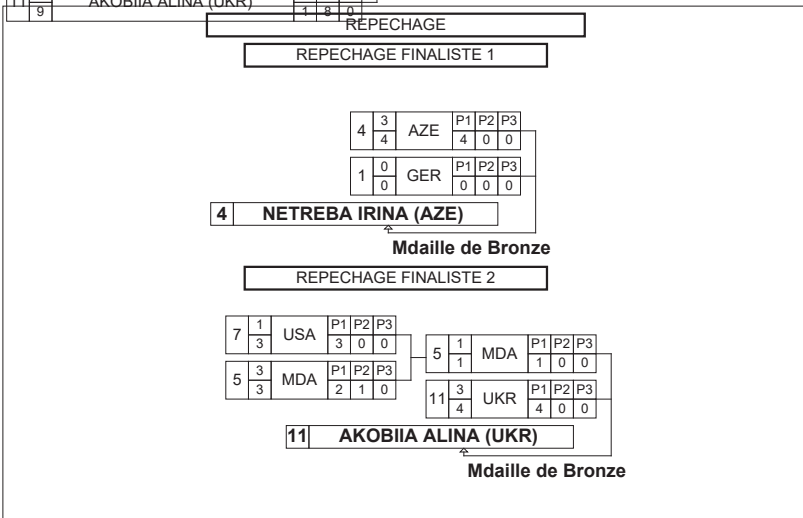 11 AKOBIIA ALINA (UKR)
9 1 8 0
REPECHAGE
REPECHAGE FINALISTE 1
3 P1 P2 P3
4 AZE
4 4 0 0
0 P1 P2 P3
1 GER
0 0 0 0
4 NETREBA IRINA (AZE)
Mdaille de Bronze
REPECHAGE FINALISTE 2
1 P1 P2 P3
7 USA
3 3 0 0
3 P1 P2 P3
5 MDA
3 2 1 0
1 P1 P2 P3
5 MDA
1 1 0 0
3 P1 P2 P3
11 UKR
4 4 0 0
11 AKOBIIA ALINA (UKR)
Mdaille de Bronze